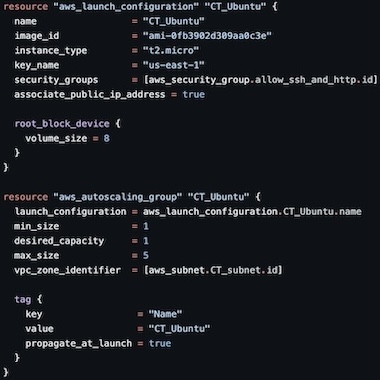 resource "aws_launch_configuration" "CT_Ubuntu" {
  name = "CT_Ubuntu"
  image_id = "ami-0fb3902d309aa0c3e"
  instance_type = "t2.micro"
  key_name = "us-east-1"
  security_groups = [aws_security_group.allow_ssh_and_http.id]
  associate_public_ip_address = true
  root_block_device {
    volume_size = 8
  }
}
resource "aws_autoscaling_group" "CT_Ubuntu" {
  launch_configuration = aws_launch_configuration.CT_Ubuntu.name
  min_size = 1
  desired_capacity = 1
  max_size = 5
  vpc_zone_identifier = [aws_subnet.CT_subnet.id]
  tag {
    key = "Name"
    value = "CT_Ubuntu"
    propagate_at_launch = true
  }
}